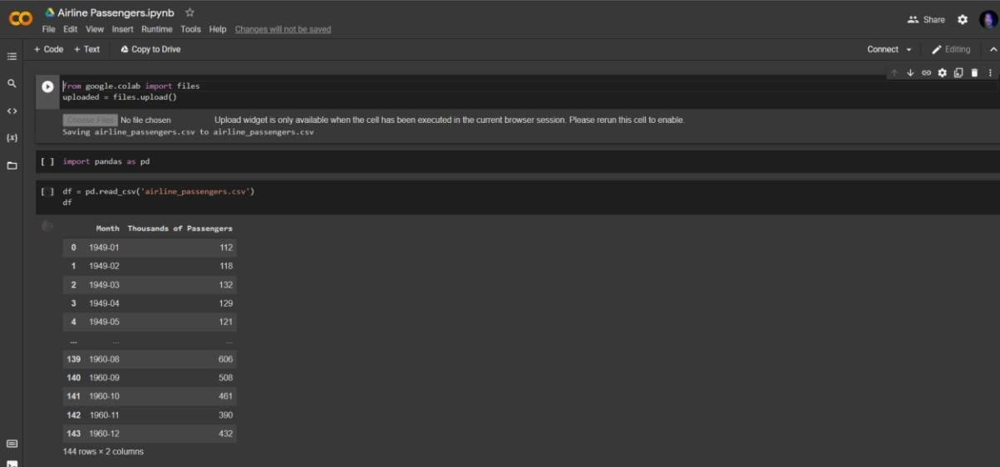 CO Airline Passengers.ipynb
File Edit View Insert Runtime Tools Help Changes will not be saved
+ Code + Text Copy to Drive
Share
Connect Editing
from google.colab import files
uploaded = files.upload()
Choose Files No file chosen Upload widget is only available when the cell has been executed in the current browser session. Please rerun this cell to enable.
Saving airline_passengers.csv to airline_passengers.csv
[ ] import pandas as pd
[ ] df = pd.read_csv('airline_passengers.csv')
df
Month Thousands of Passengers
0 1949-01 112
1 1949-02 118
2 1949-03 132
3 1949-04 129
4 1949-05 121
... ... ...
139 1960-08 606
140 1960-09 508
141 1960-10 461
142 1960-11 390
143 1960-12 432
144 rows × 2 columns